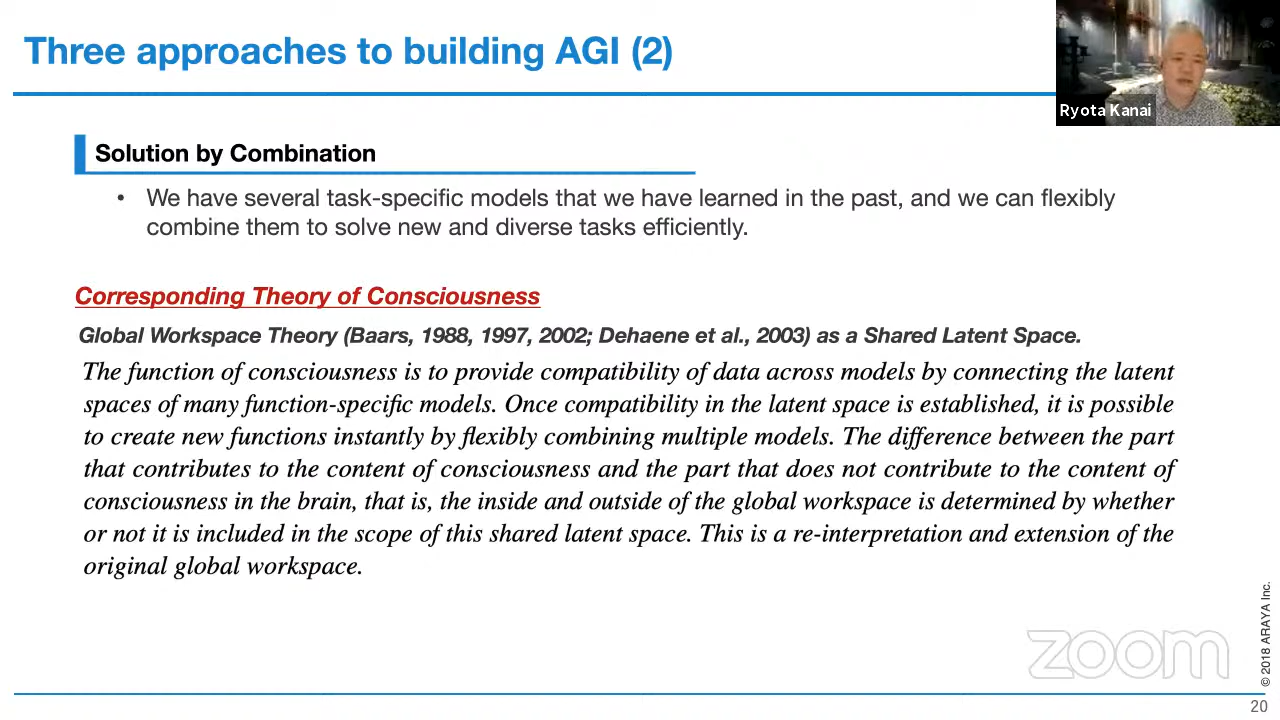 Three approaches to building AGI (2)
Ryota Kanai
Solution by Combination
• We have several task-specific models that we have learned in the past, and we can flexibly
combine them to solve new and diverse tasks efficiently.
Corresponding Theory of Consciousness
Global Workspace Theory (Baars, 1988, 1997, 2002; Dehaene et al., 2003) as a Shared Latent Space.
The function of consciousness is to provide compatibility of data across models by connecting the latent
spaces of many function-specific models. Once compatibility in the latent space is established, it is possible
to create new functions instantly by flexibly combining multiple models. The difference between the part
that contributes to the content of consciousness and the part that does not contribute to the content of
consciousness in the brain, that is, the inside and outside of the global workspace is determined by whether
or not it is included in the scope of this shared latent space. This is a re-interpretation and extension of the
original global workspace.
zoom
© 2018 ARAYA Inc.
20